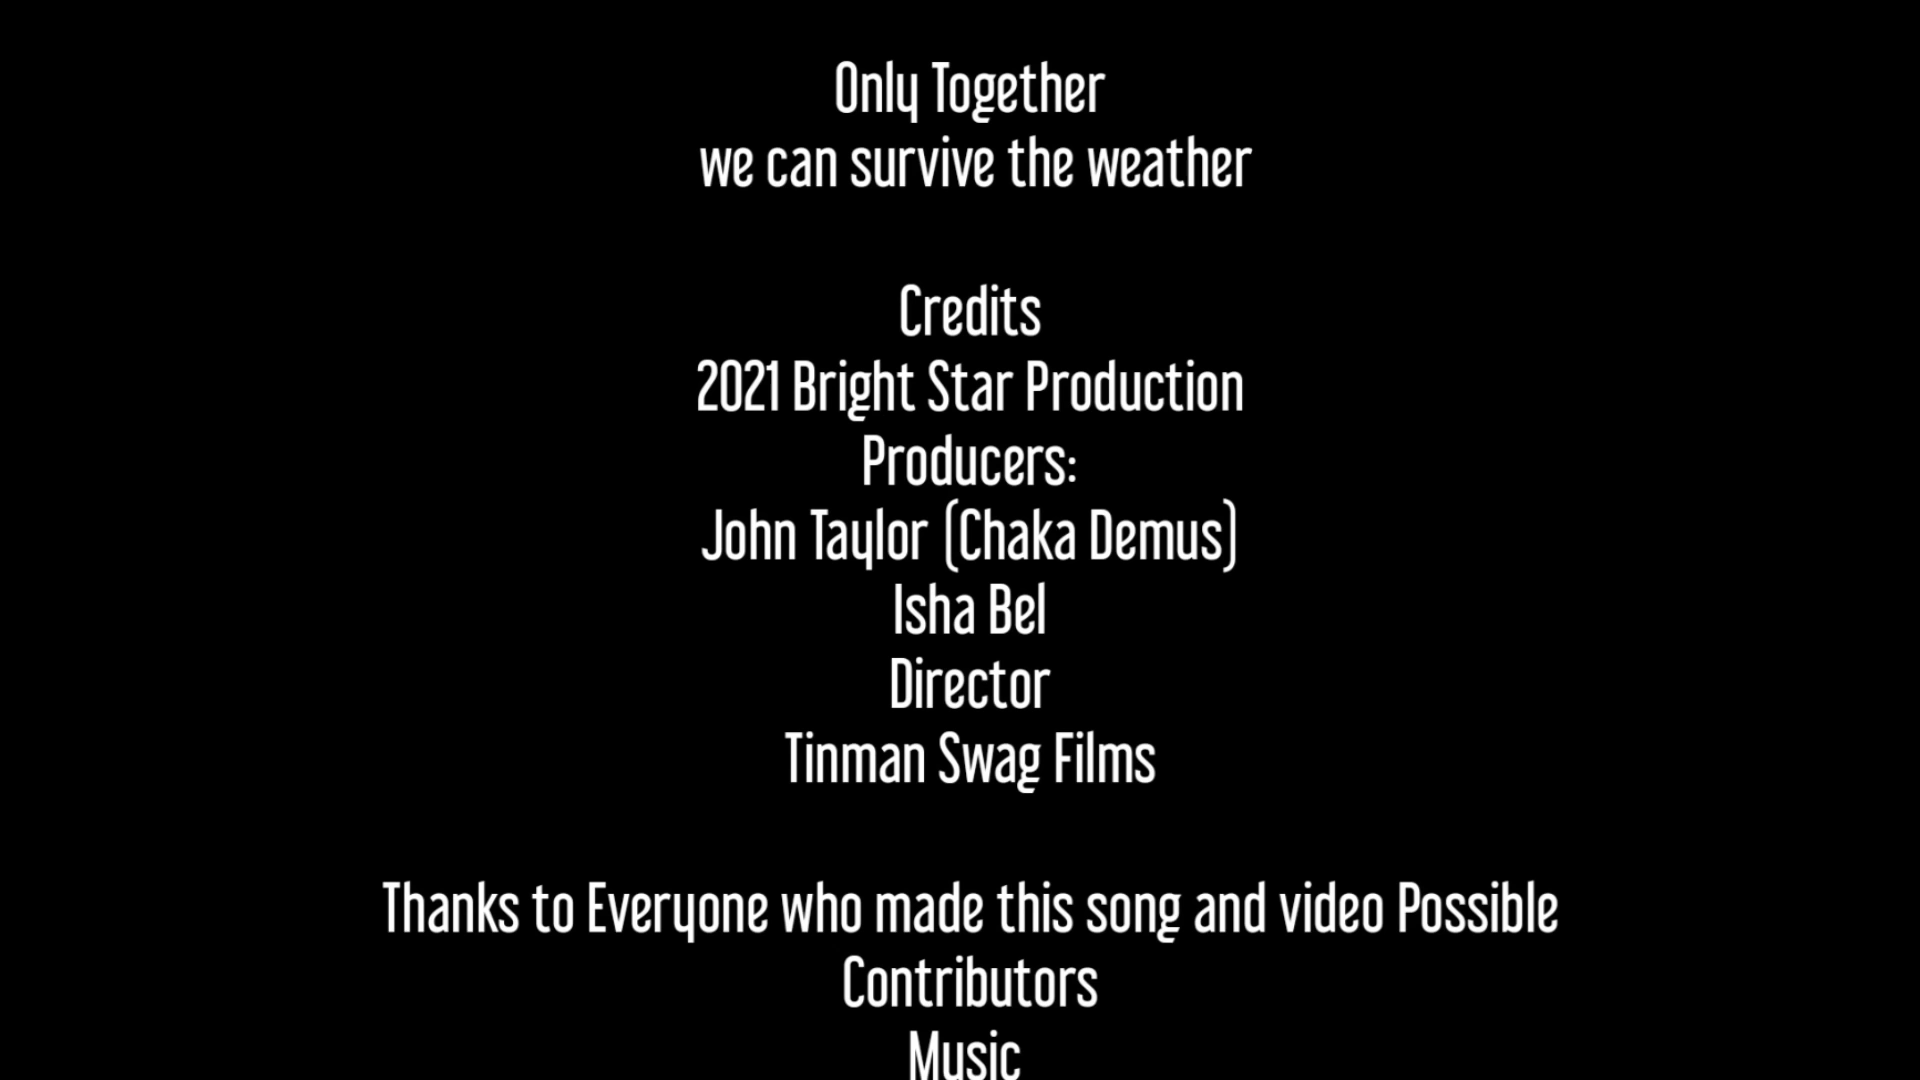 Only Together
we can survive the weather
Credits
2021 Bright Star Production
Producers:
John Taylor (Chaka Demus)
Isha Bel
Director
Tinman Swag Films
Thanks to Everyone who made this song and video Possible
Contributors
Music